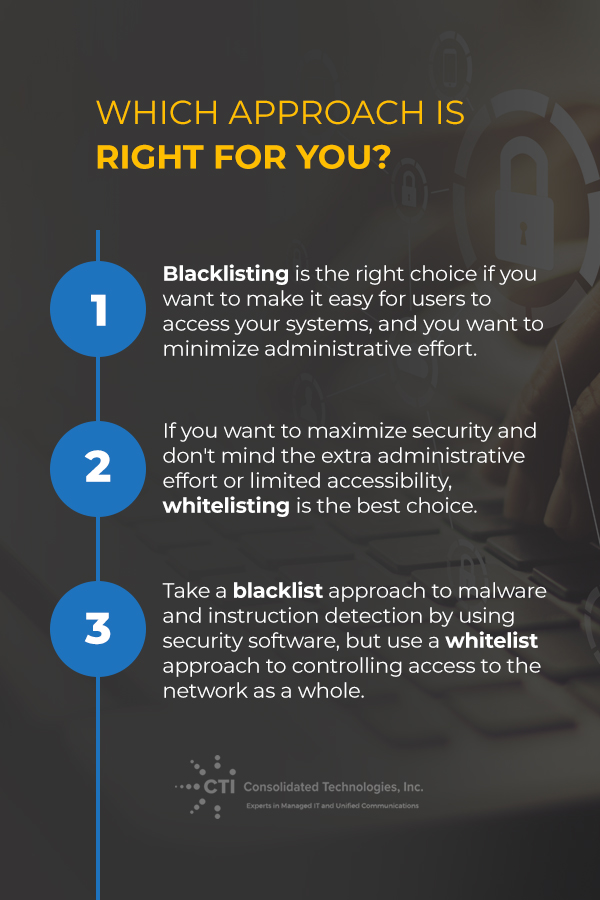 WHICH APPROACH IS
RIGHT FOR YOU?
1
Blacklisting is the right choice if you
want to make it easy for users to
access your systems, and you want to
minimize administrative effort.
2
If you want to maximize security and
don't mind the extra administrative
effort or limited accessibility,
whitelisting is the best choice.
3
Take a blacklist approach to malware
and instruction detection by using
security software, but use a whitelist
approach to controlling access to the
network as a whole.
CTI Consolidated Technologies, Inc.
Experts in Managed IT and Unified Communications